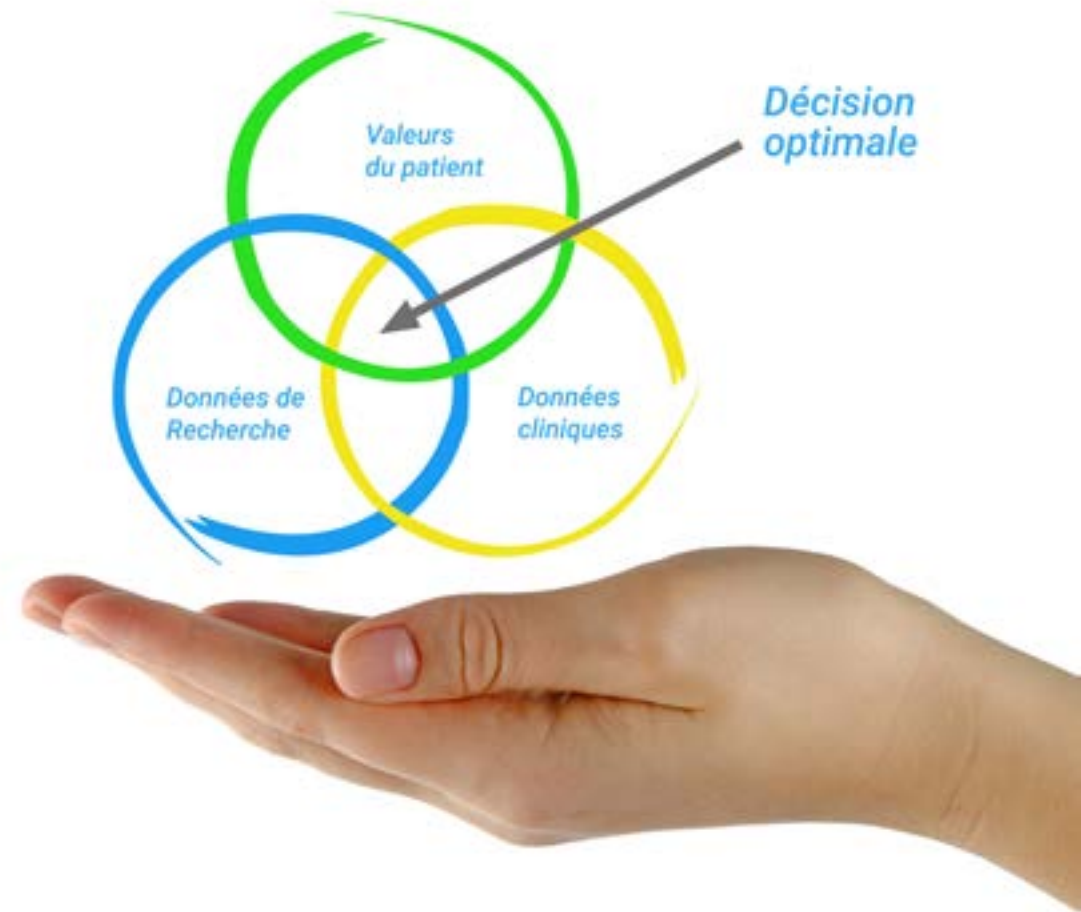 Valeurs
du patient
Décision
optimale
Données de
Recherche
Données
cliniques